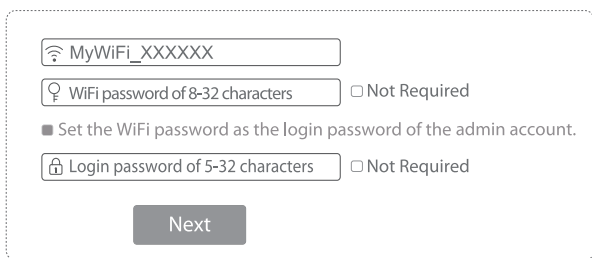 MyWiFi_XXXXXX
WiFi password of 8-32 characters Not Required
Set the WiFi password as the login password of the admin account.
Login password of 5-32 characters Not Required
Next